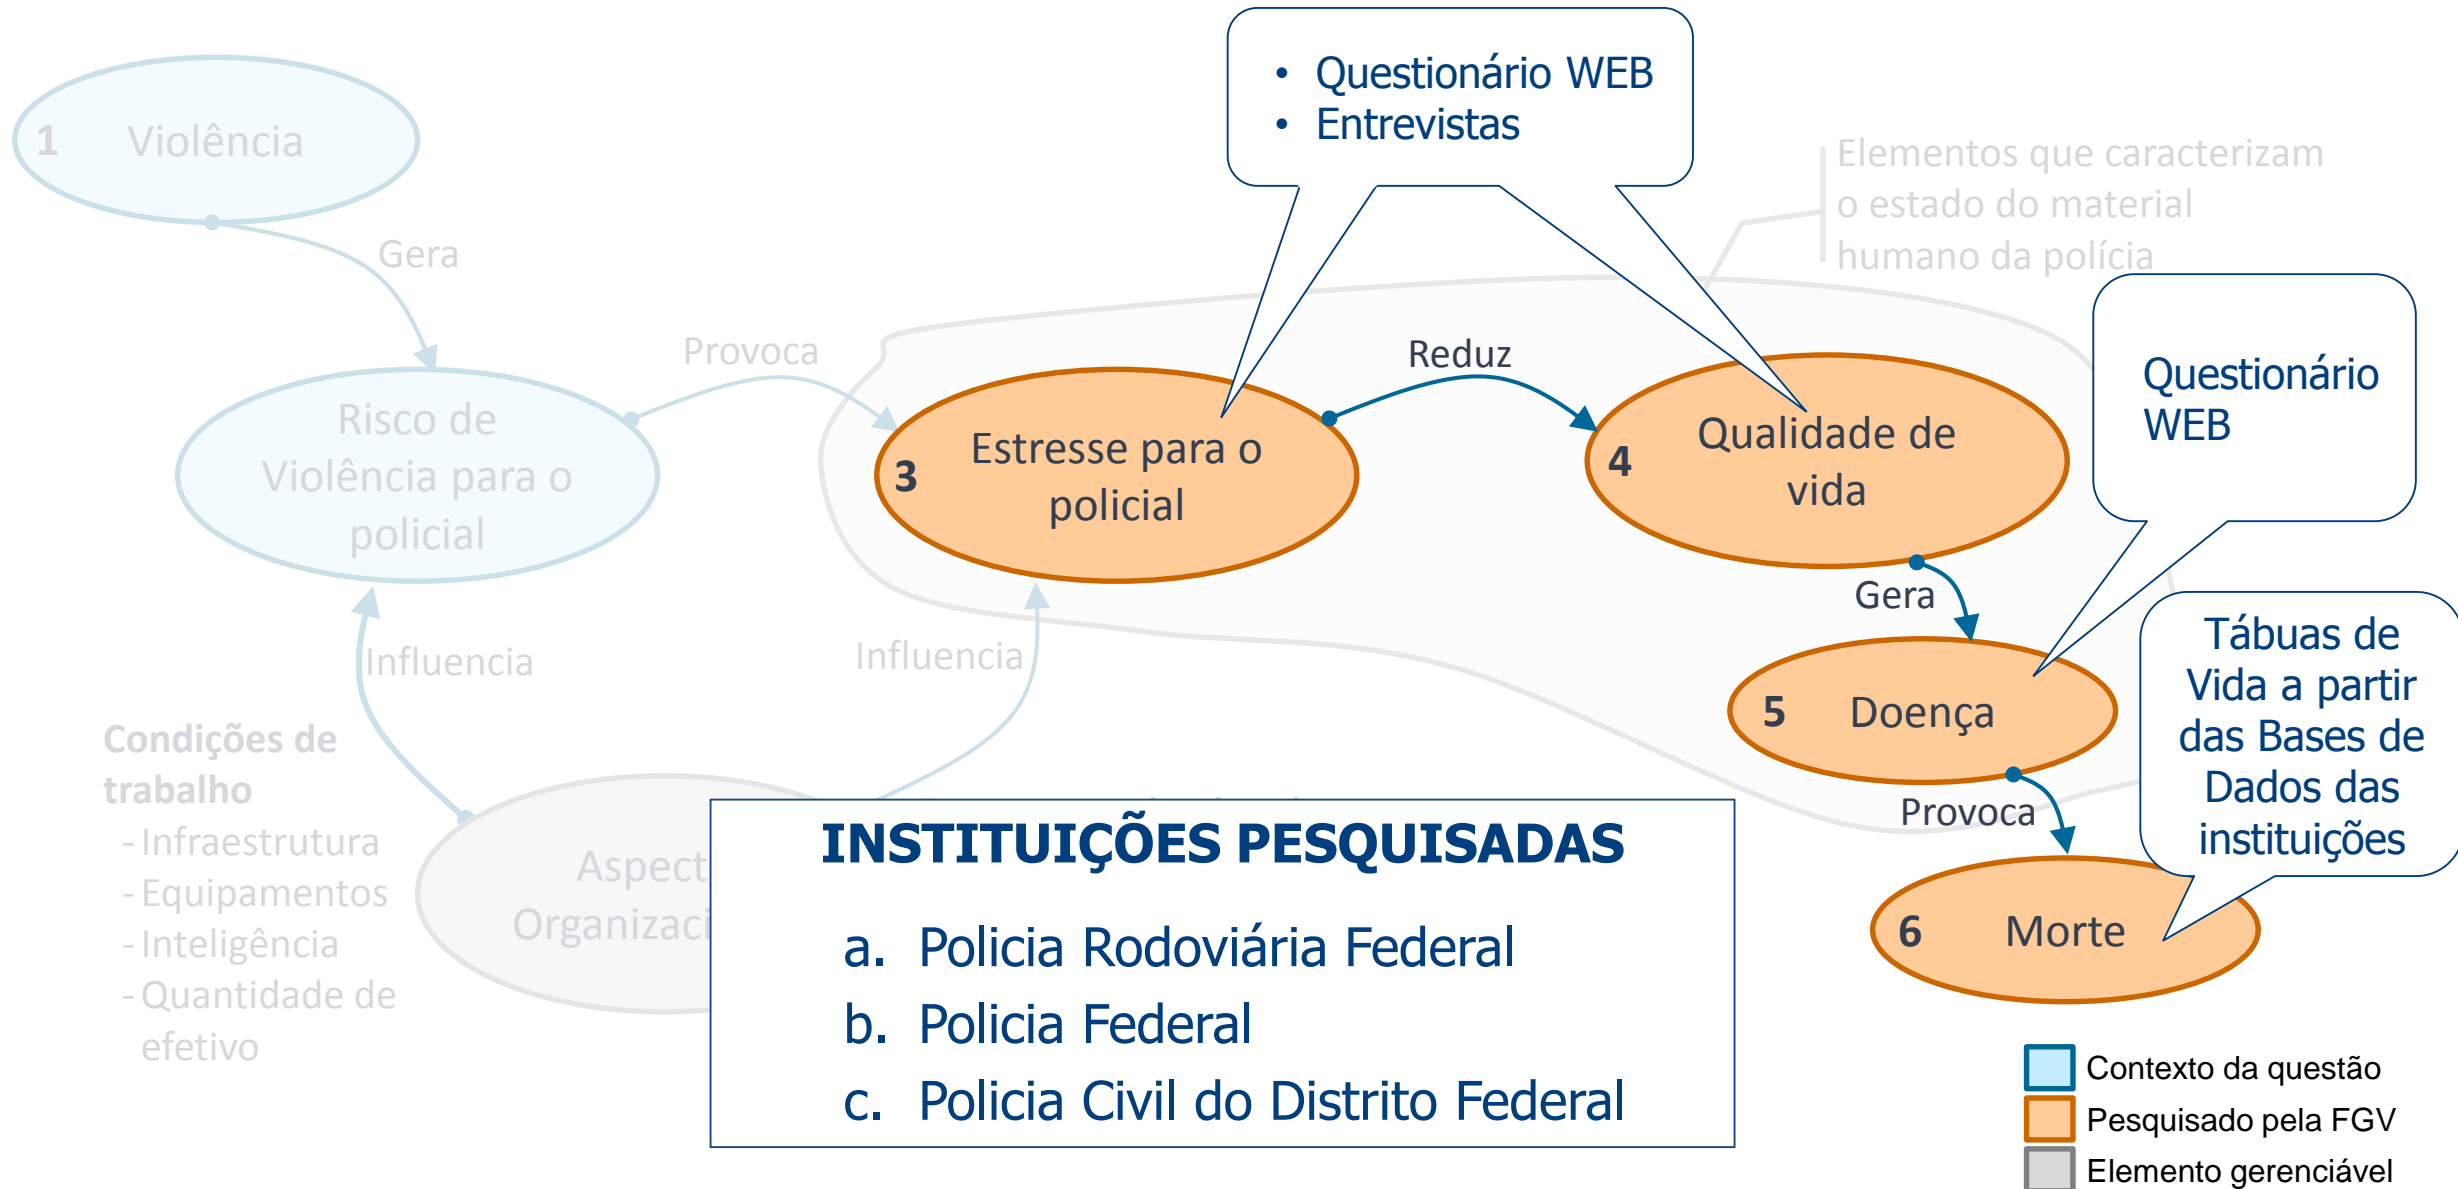 • Questionário WEB
• Entrevistas
1 Violência
Elementos que caracterizam
o estado do material
humano da polícia
Gera
Provoca
Reduz
Questionário
WEB
Risco de
Violência para o
policial
3 Estresse para o
policial
4 Qualidade de
vida
Gera
Influencia
Influencia
Tábuas de
Vida a partir
das Bases de
Dados das
instituições
5 Doença
Provoca
Condições de
trabalho
- Infraestrutura
- Equipamentos
- Inteligência
- Quantidade de
efetivo
Aspect
Organizaci
INSTITUIÇÕES PESQUISADAS
a. Policia Rodoviária Federal
b. Policia Federal
c. Policia Civil do Distrito Federal
6 Morte
Contexto da questão
Pesquisado pela FGV
Elemento gerenciável